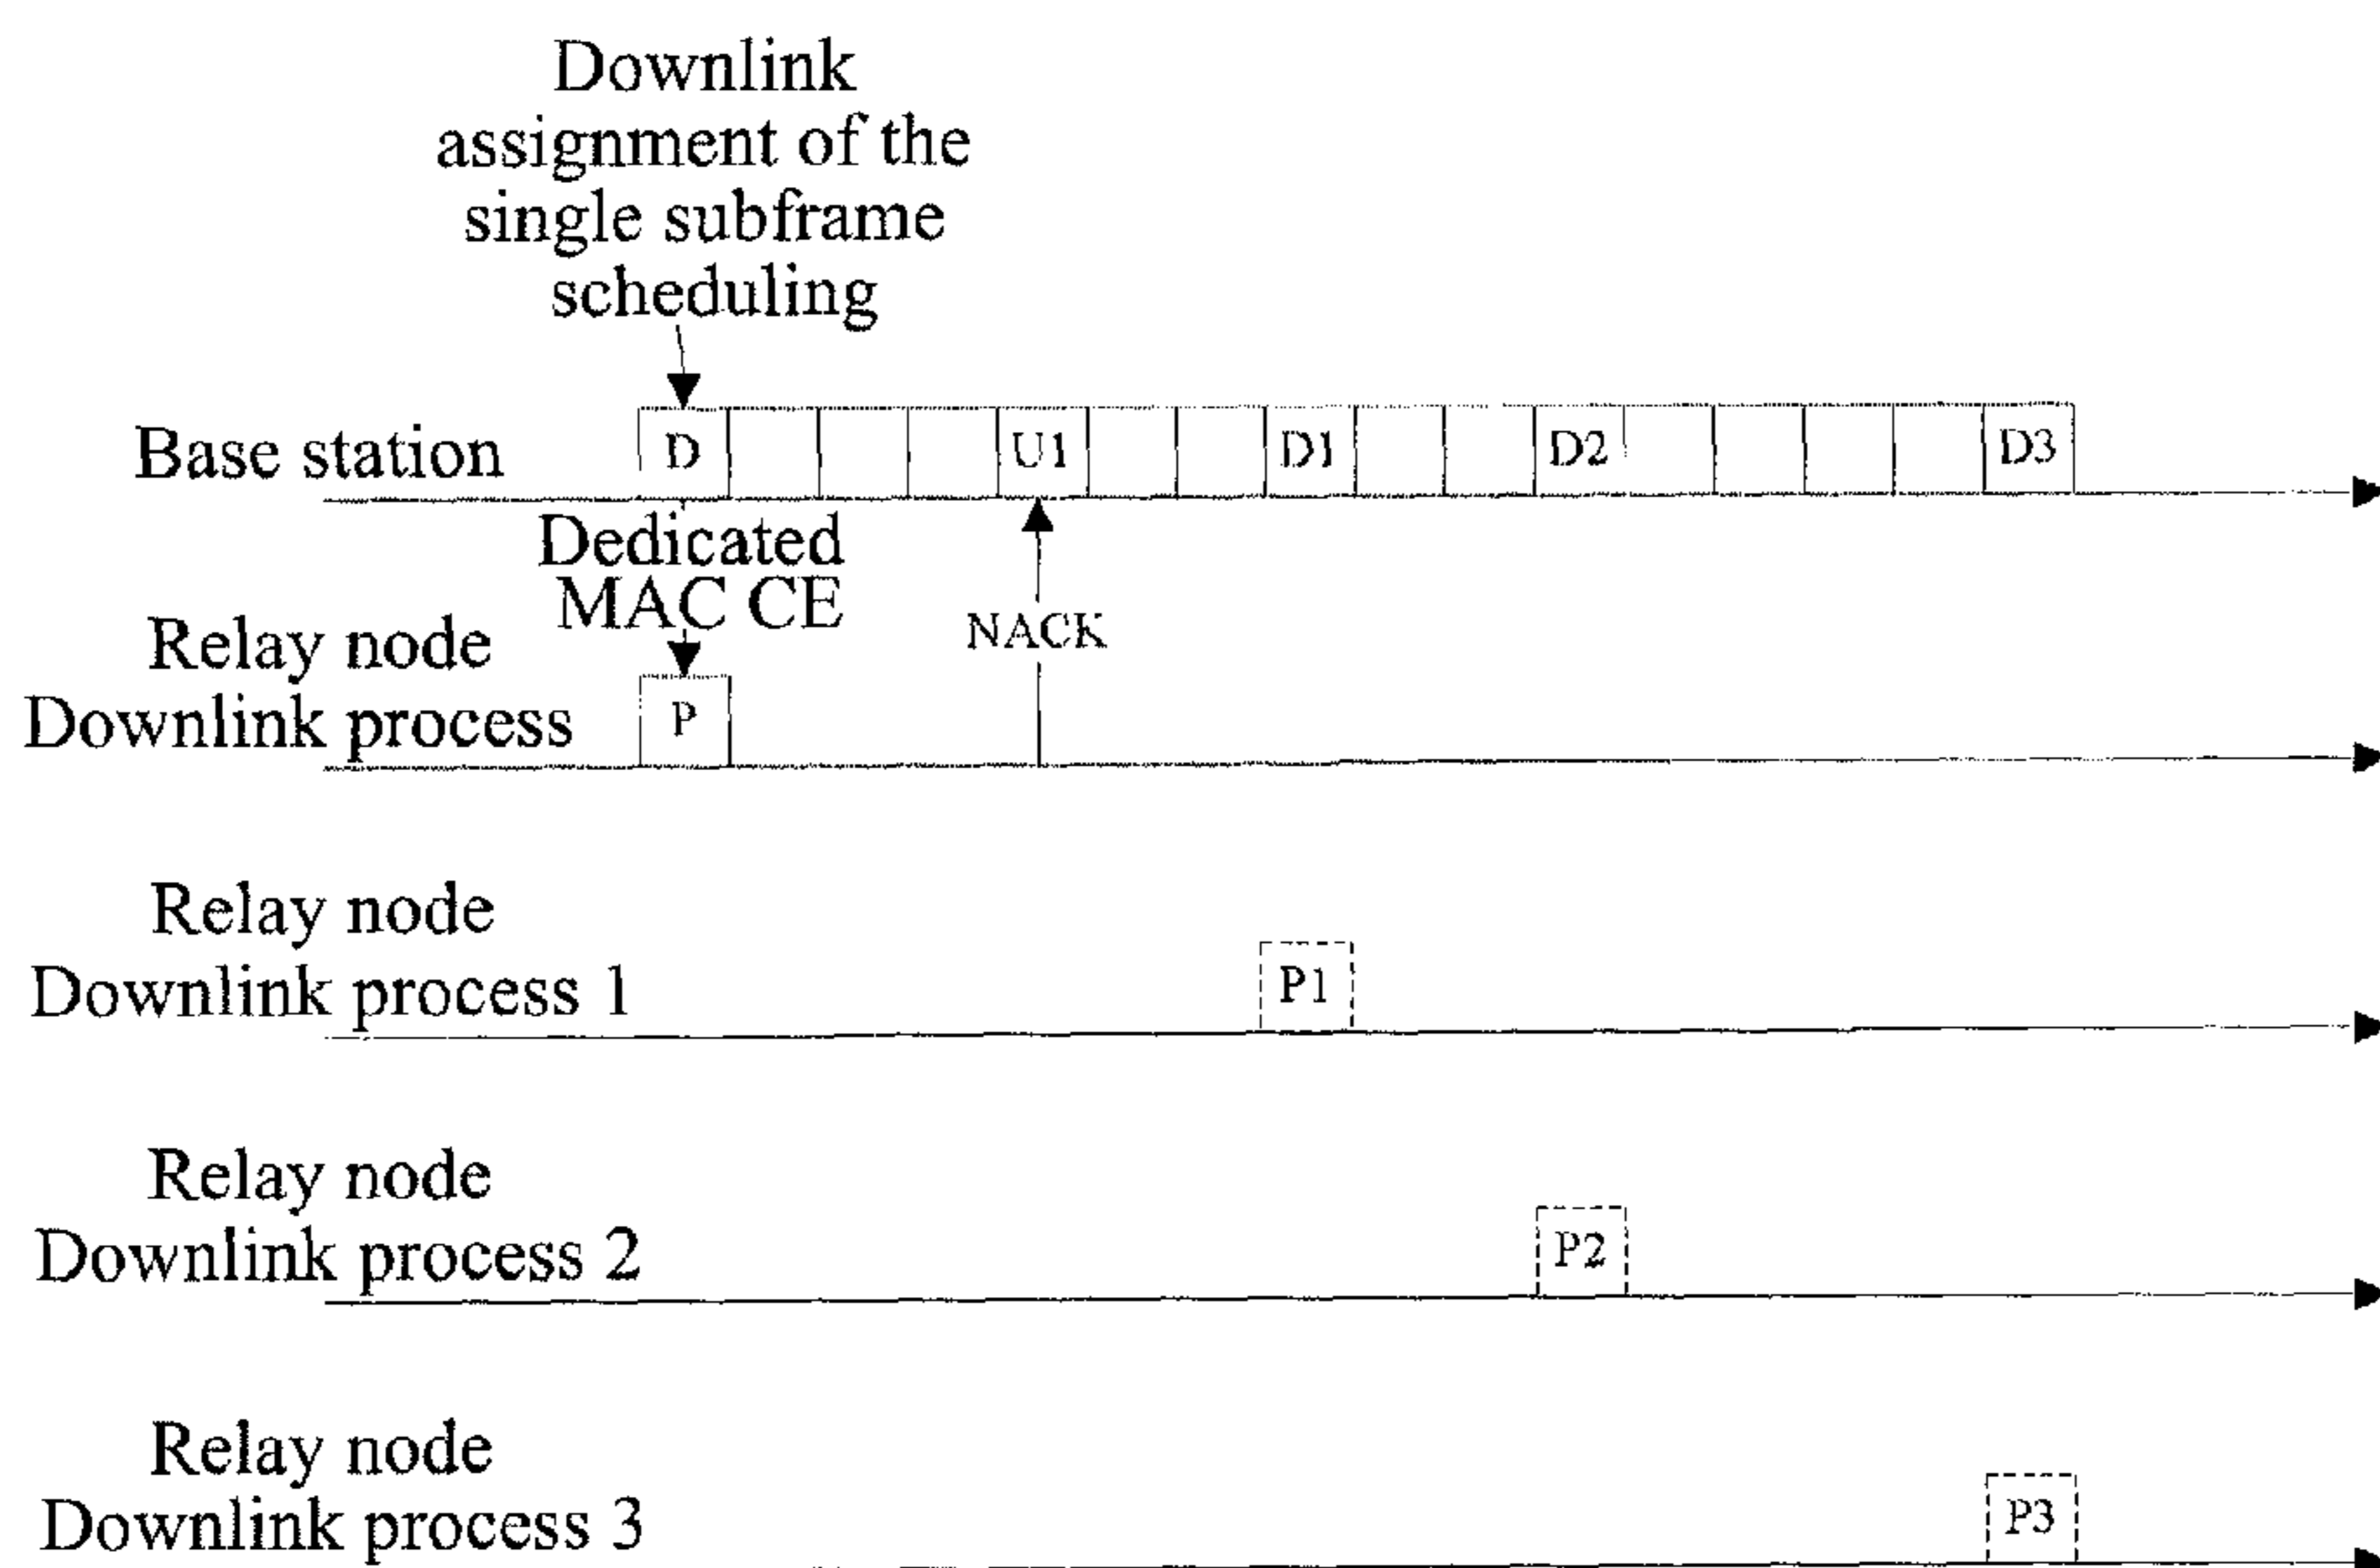 Downlink
assignment of the
single subframe
scheduling
Base station
D
U1
D1
D2
D3
Dedicated
MAC CE
NACK
Relay node
Downlink process
P
Relay node
Downlink process 1
P1
Relay node
Downlink process 2
P2
Relay node
Downlink process 3
P3